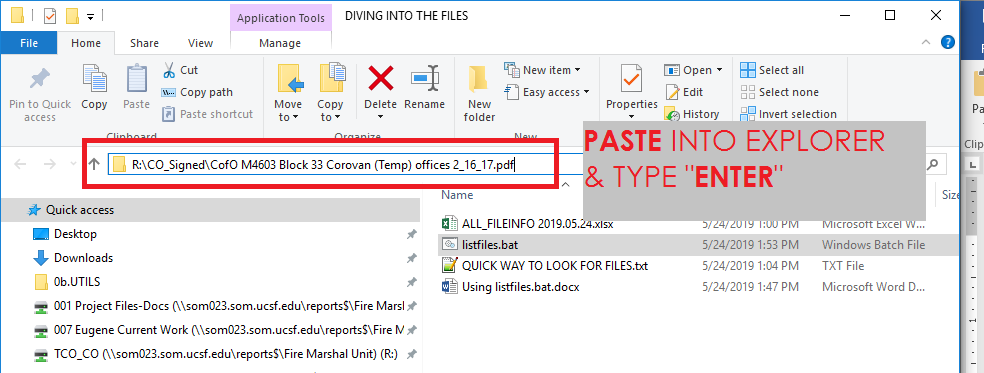 Application Tools DIVING INTO THE FILES
File Home Share View Manage
Pin to Quick access
Copy
Paste
Cut
Copy path
Paste shortcut
Clipboard
Move to
Copy to
Delete
Rename
Organize
New folder
New item
Easy access
Properties
Open
Edit
History
Select all
Select none
Invert selection
PASTE INTO EXPLORER
& TYPE "ENTER"
R:\CO_Signed\CofO M4603 Block 33 Corovan (Temp) offices 2_16_17.pdf
Quick access
Desktop
Downloads
0b.UTILS
001 Project Files-Docs (\\som023.som.ucsf.edu\reports$\Fire Mar
007 Eugene Current Work (\\som023.som.ucsf.edu\reports$\Fire M
TCO_CO (\\som023.som.ucsf.edu\reports$\Fire Marshal Unit) (R:)
ALL_FILEINFO 2019.05.24.xlsx 5/24/2019 1:00 PM Microsoft Excel W...
listfiles.bat 5/24/2019 1:53 PM Windows Batch File
QUICK WAY TO LOOK FOR FILES.txt 5/24/2019 1:04 PM TXT File
Using listfiles.bat.docx 5/24/2019 1:47 PM Microsoft Word D...